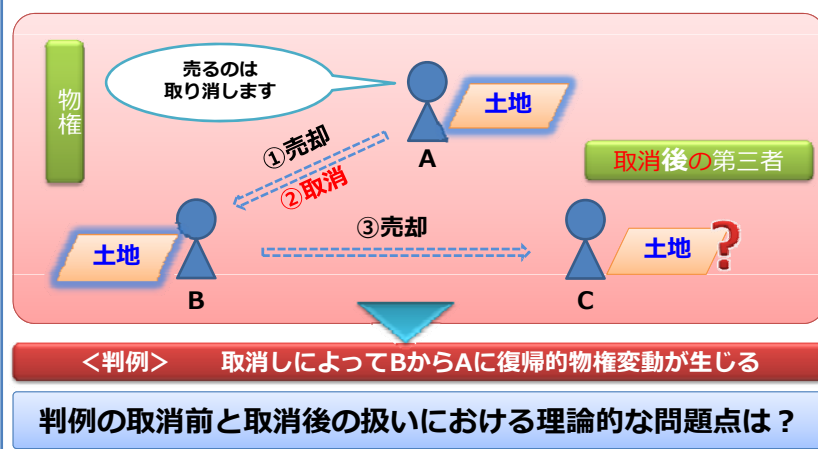 物権
売るのは
取り消します
土地
A
①売却
②取消
取消後の第三者
③売却
土地
B
土地
?
C
<判例> 取消しによってBからAに復帰的物権変動が生じる
判例の取消前と取消後の扱いにおける理論的な問題点は？